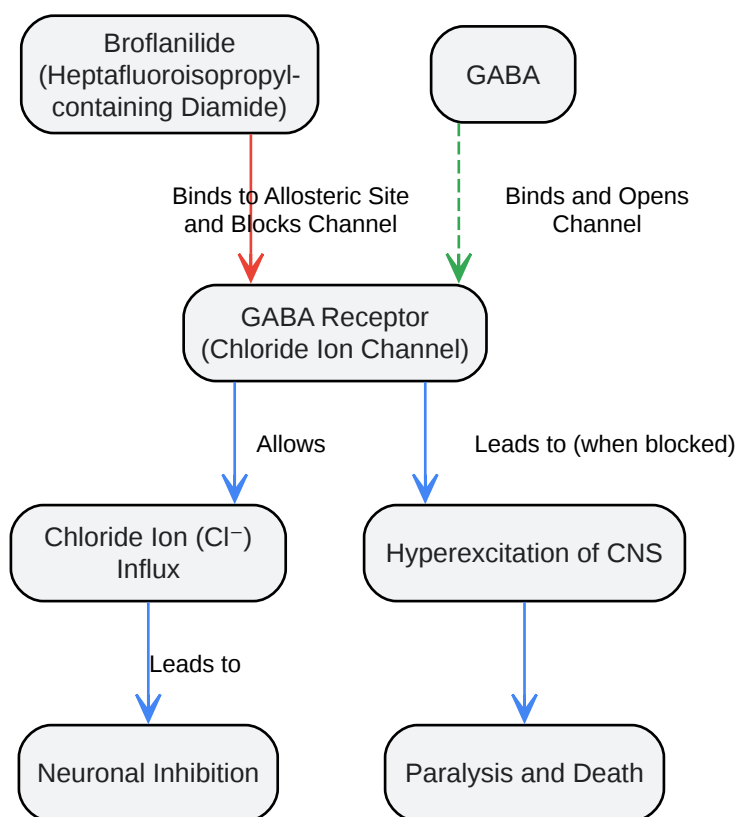 Broflanilide
(Heptafluoroisopropyl-
containing Diamide)
GABA
Binds to Allosteric Site
and Blocks Channel
Binds and Opens
Channel
GABA Receptor
(Chloride Ion Channel)
Allows
Leads to (when blocked)
Chloride Ion (Cl⁻)
Influx
Hyperexcitation of CNS
Leads to
Neuronal Inhibition
Paralysis and Death